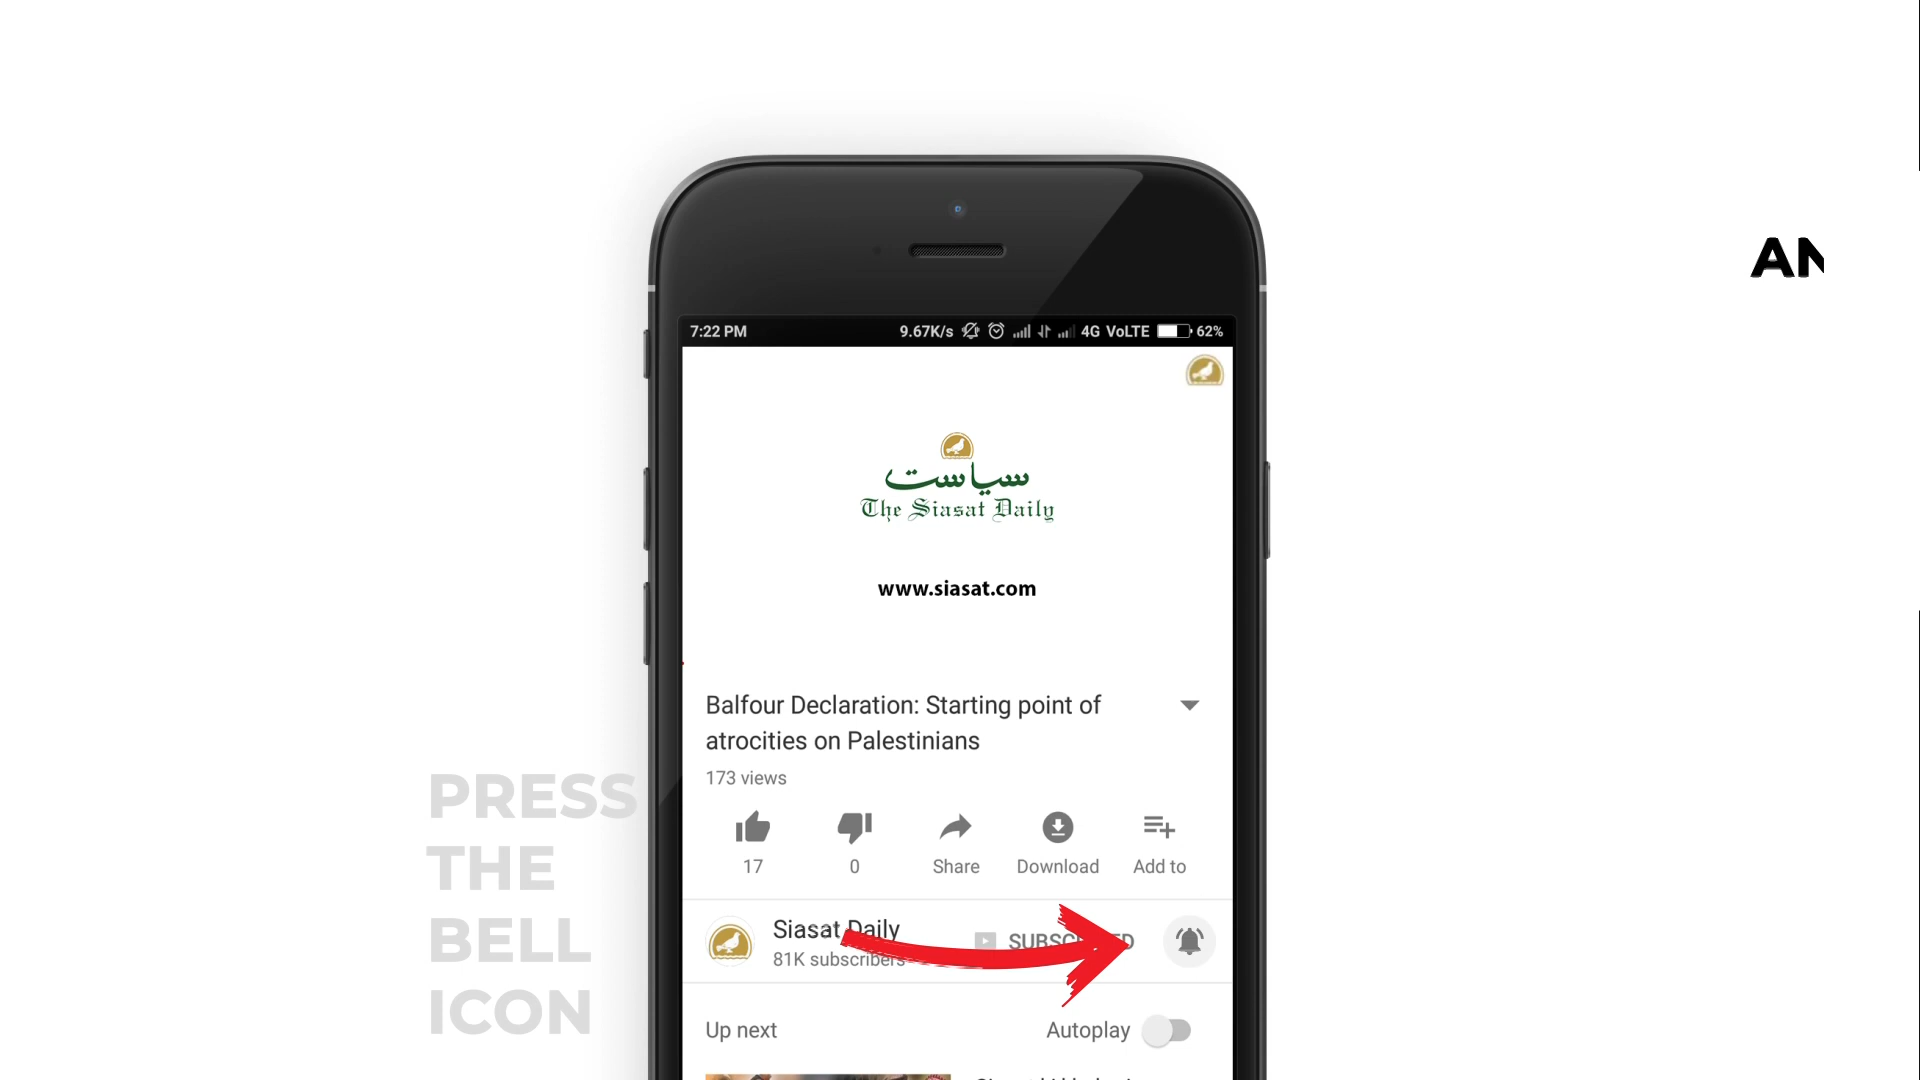 AN
7:22 PM 9.67K/s 4G VoLTE 62%
سیاست
The Siasat Daily
www.siasat.com
Balfour Declaration: Starting point of
atrocities on Palestinians
173 views
17 0 Share Download Add to
Siasat Daily
SUBSCRIBED
81K subscribers
Up next Autoplay
PRESS
THE
BELL
ICON